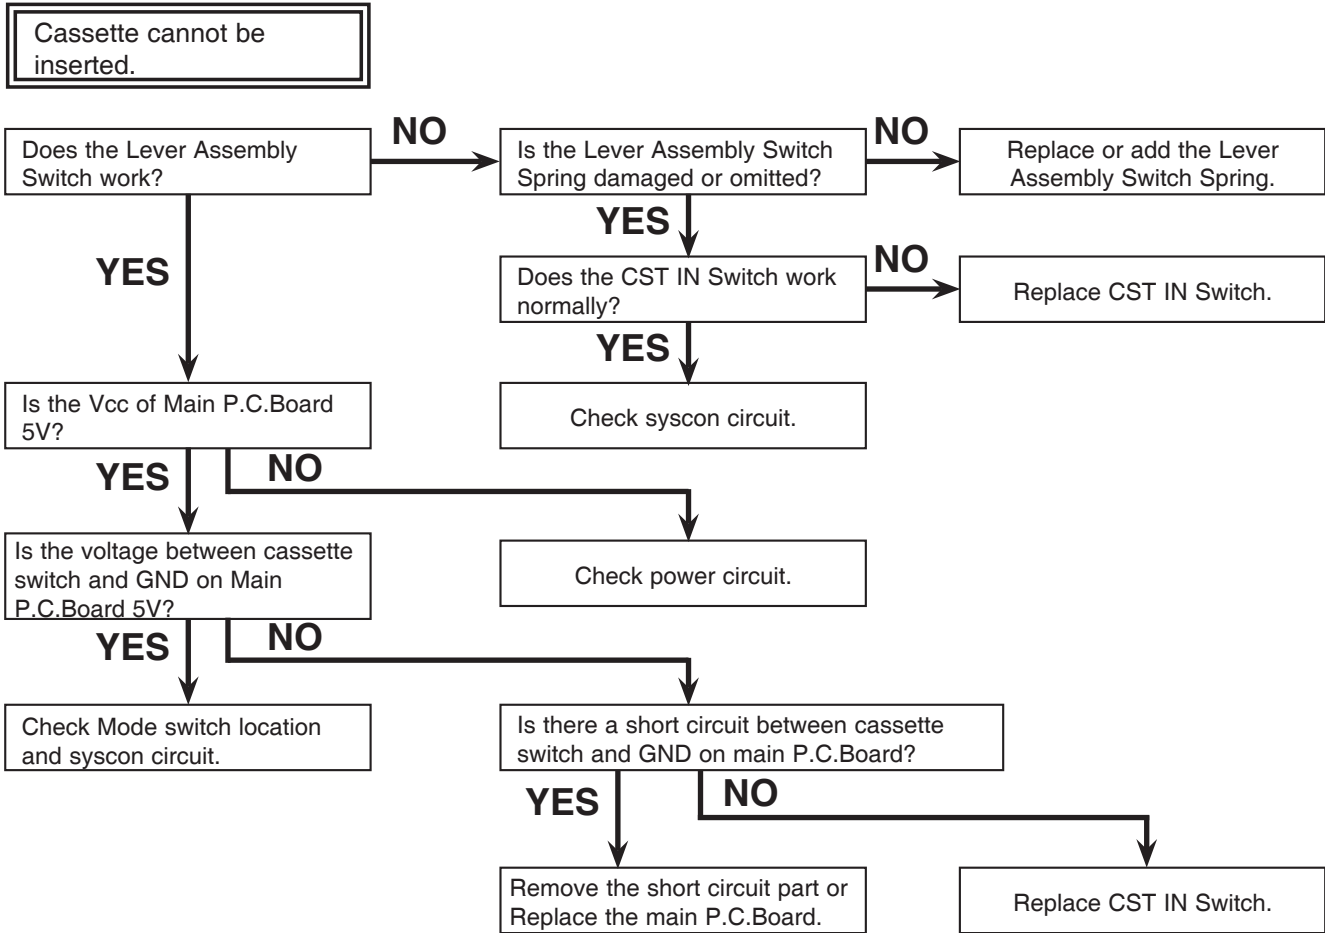 Cassette cannot be
inserted.
Does the Lever Assembly
Switch work?
NO
Is the Lever Assembly Switch
Spring damaged or omitted?
NO
Replace or add the Lever
Assembly Switch Spring.
YES
YES
Does the CST IN Switch work
normally?
NO
Replace CST IN Switch.
YES
Is the Vcc of Main P.C.Board
5V?
Check syscon circuit.
YES
NO
Is the voltage between cassette
switch and GND on Main
P.C.Board 5V?
Check power circuit.
YES
NO
Check Mode switch location
and syscon circuit.
Is there a short circuit between cassette
switch and GND on main P.C.Board?
YES
NO
Remove the short circuit part or
Replace the main P.C.Board.
Replace CST IN Switch.